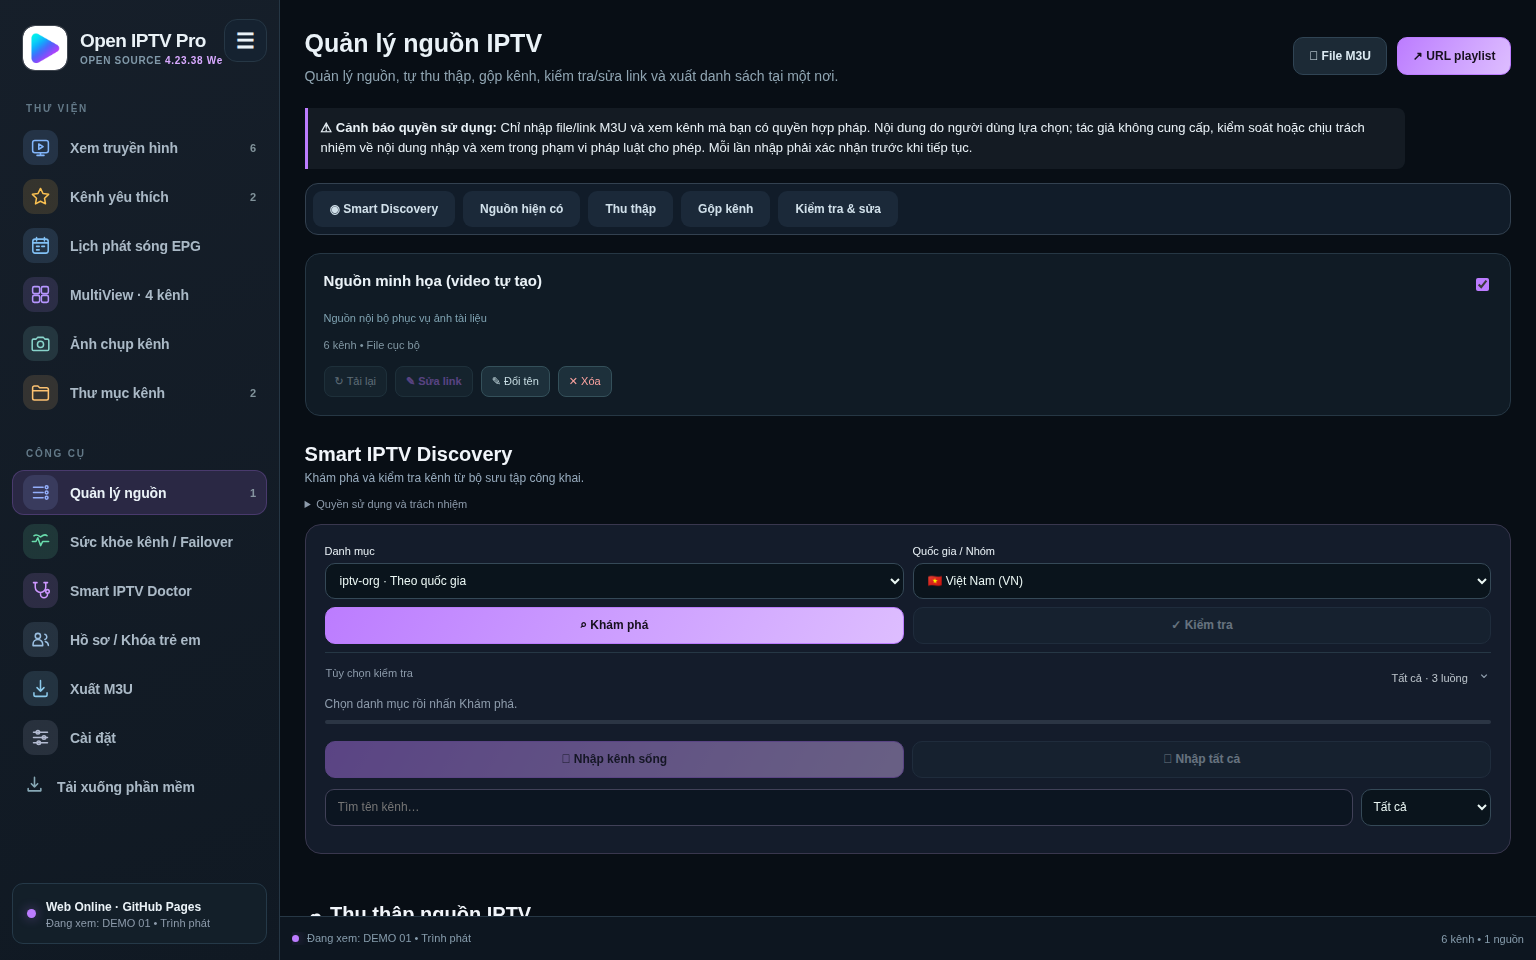 Open IPTV Pro
OPEN SOURCE 4.23.38 We
☰
THƯ VIỆN
Xem truyền hình 6
Kênh yêu thích 2
Lịch phát sóng EPG
MultiView · 4 kênh
Ảnh chụp kênh
Thư mục kênh 2
CÔNG CỤ
Quản lý nguồn 1
Sức khỏe kênh / Failover
Smart IPTV Doctor
Hồ sơ / Khóa trẻ em
Xuất M3U
Cài đặt
Tải xuống phần mềm
Web Online · GitHub Pages
Đang xem: DEMO 01 • Trình phát
Quản lý nguồn IPTV
Quản lý nguồn, tự thu thập, gộp kênh, kiểm tra/sửa link và xuất danh sách tại một nơi.
File M3U
↗ URL playlist
⚠ Cảnh báo quyền sử dụng: Chỉ nhập file/link M3U và xem kênh mà bạn có quyền hợp pháp. Nội dung do người dùng lựa chọn; tác giả không cung cấp, kiểm soát hoặc chịu trách
nhiệm về nội dung nhập và xem trong phạm vi pháp luật cho phép. Mỗi lần nhập phải xác nhận trước khi tiếp tục.
◉ Smart Discovery
Nguồn hiện có
Thu thập
Gộp kênh
Kiểm tra & sửa
Nguồn minh họa (video tự tạo)
Nguồn nội bộ phục vụ ảnh tài liệu
6 kênh • File cục bộ
↻ Tải lại
✎ Sửa link
✎ Đổi tên
✕ Xóa
Smart IPTV Discovery
Khám phá và kiểm tra kênh từ bộ sưu tập công khai.
▶ Quyền sử dụng và trách nhiệm
Danh mục
Quốc gia / Nhóm
iptv-org · Theo quốc gia
🇻🇳 Việt Nam (VN)
⌕ Khám phá
✓ Kiểm tra
Tùy chọn kiểm tra
Tất cả · 3 luồng
Chọn danh mục rồi nhấn Khám phá.
Nhập kênh sống
Nhập tất cả
Tìm tên kênh…
Tất cả
Thu thập nguồn IPTV
Đang xem: DEMO 01 • Trình phát
6 kênh • 1 nguồn